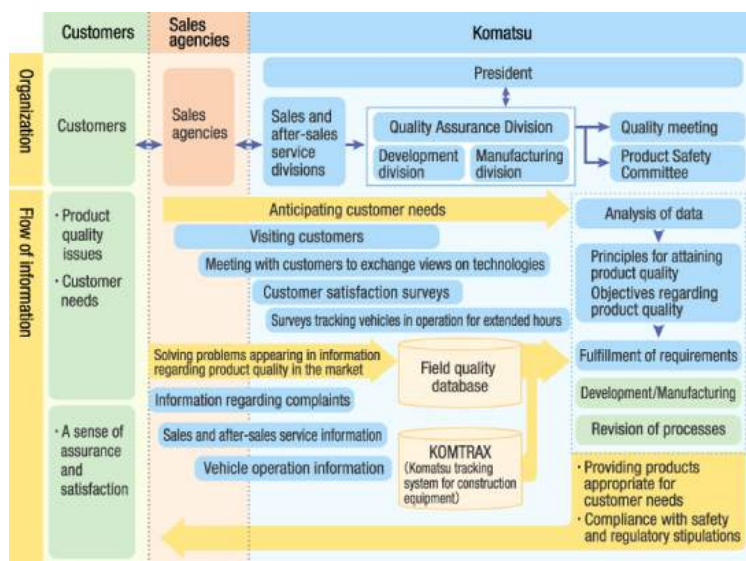 Customers
Sales
agencies
Komatsu
Organization
President
Customers
Sales
agencies
Sales and
after-sales
service
divisions
Quality Assurance Division
Development
division
Manufacturing
division
Quality meeting
Product Safety
Committee
Flow of information
・Product
quality
issues
・Customer
needs
Anticipating customer needs
Visiting customers
Meeting with customers to exchange views on technologies
Customer satisfaction surveys
Surveys tracking vehicles in operation for extended hours
Analysis of data
Principles for attaining
product quality
Objectives regarding
product quality
Fulfillment of requirements
Development/Manufacturing
Revision of processes
Solving problems appearing in information
regarding product quality in the market
Field quality
database
Information regarding complaints
Sales and after-sales service information
Vehicle operation information
KOMTRAX
(Komatsu tracking
system for construction
equipment)
・A sense of
assurance
and
satisfaction
・Providing products
appropriate for
customer needs
・Compliance with safety
and regulatory stipulations